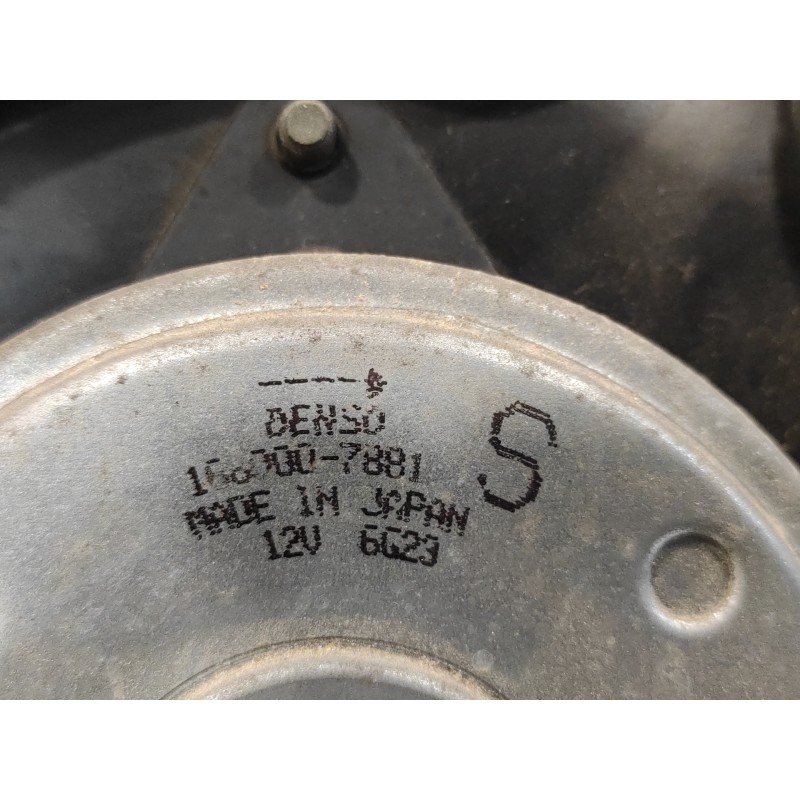 DENSO
168000-7881
MADE IN JAPAN
12V 6G23
S